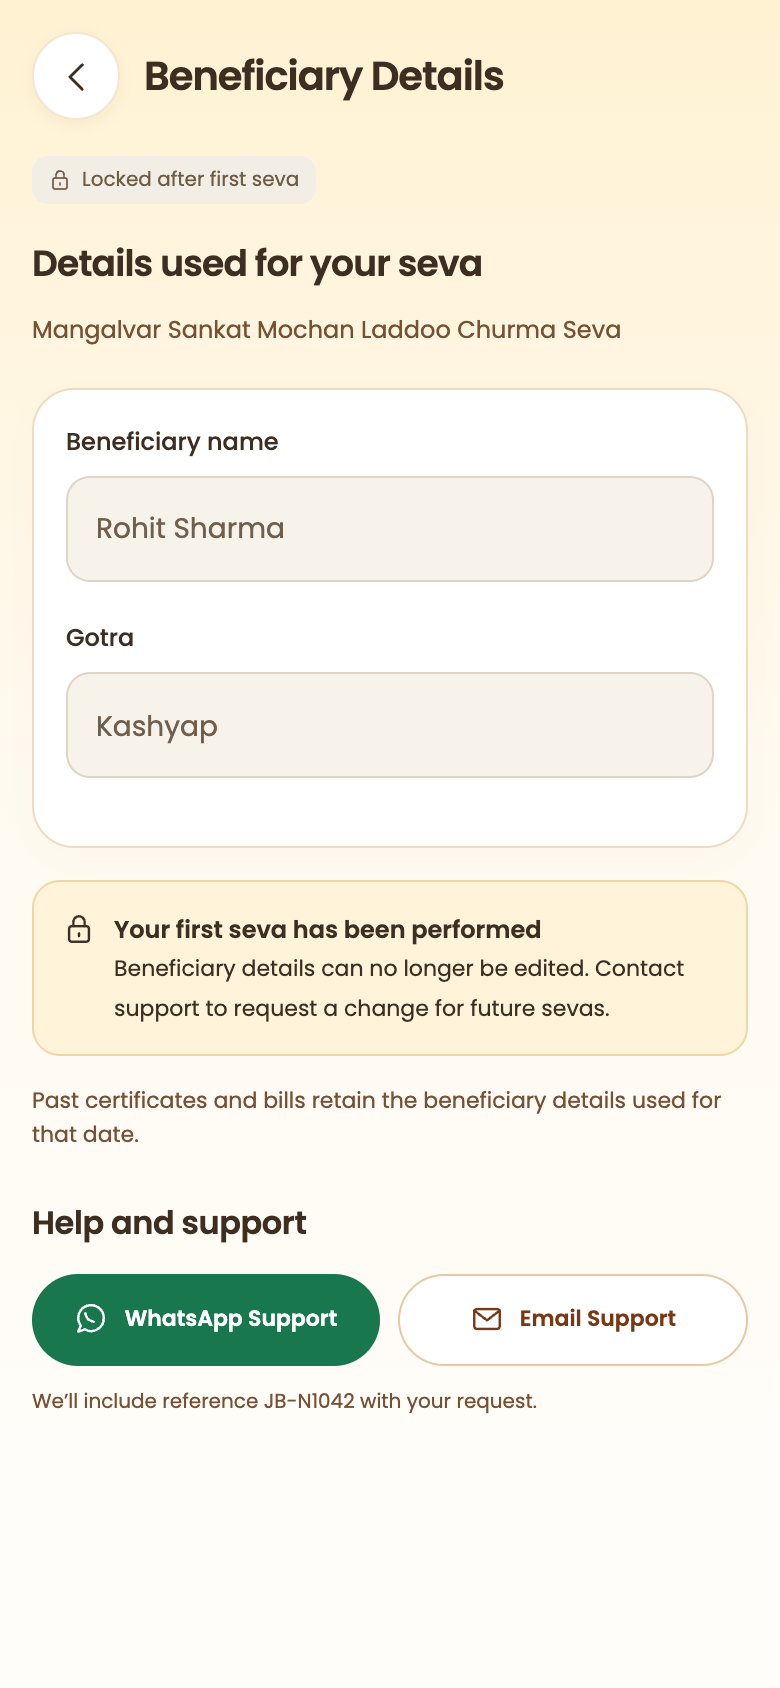 Beneficiary Details
Locked after first seva
Details used for your seva
Mangalvar Sankat Mochan Laddoo Churma Seva
Beneficiary name
Rohit Sharma
Gotra
Kashyap
Your first seva has been performed
Beneficiary details can no longer be edited. Contact
support to request a change for future sevas.
Past certificates and bills retain the beneficiary details used for
that date.
Help and support
WhatsApp Support
Email Support
We’ll include reference JB-N1042 with your request.